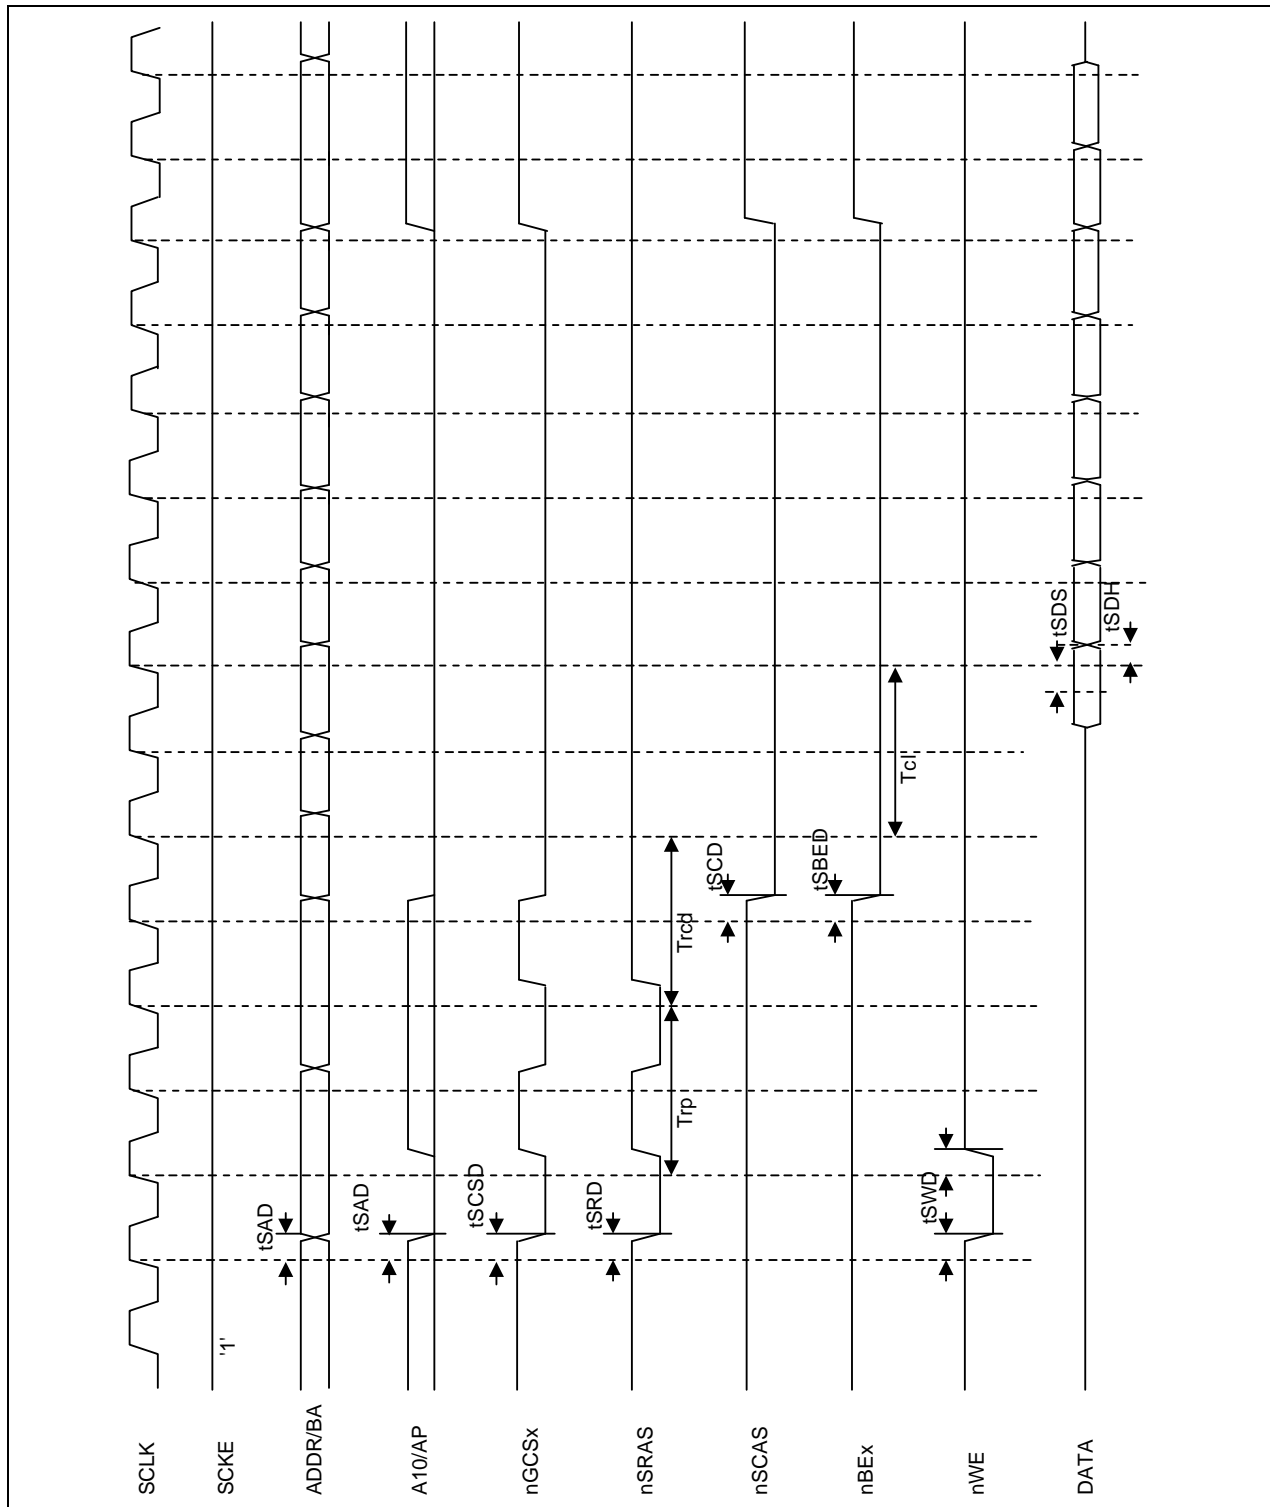 SCLK
SCKE
'1'
ADDR/BA
tSAD
A10/AP
tSAD
nGCSx
tSCSD
nSRAS
tSRD
Trp
Trcd
nSCAS
tSCD
nBEx
tSBED
Tcl
nWE
tSWD
DATA
tSDS
tSDH